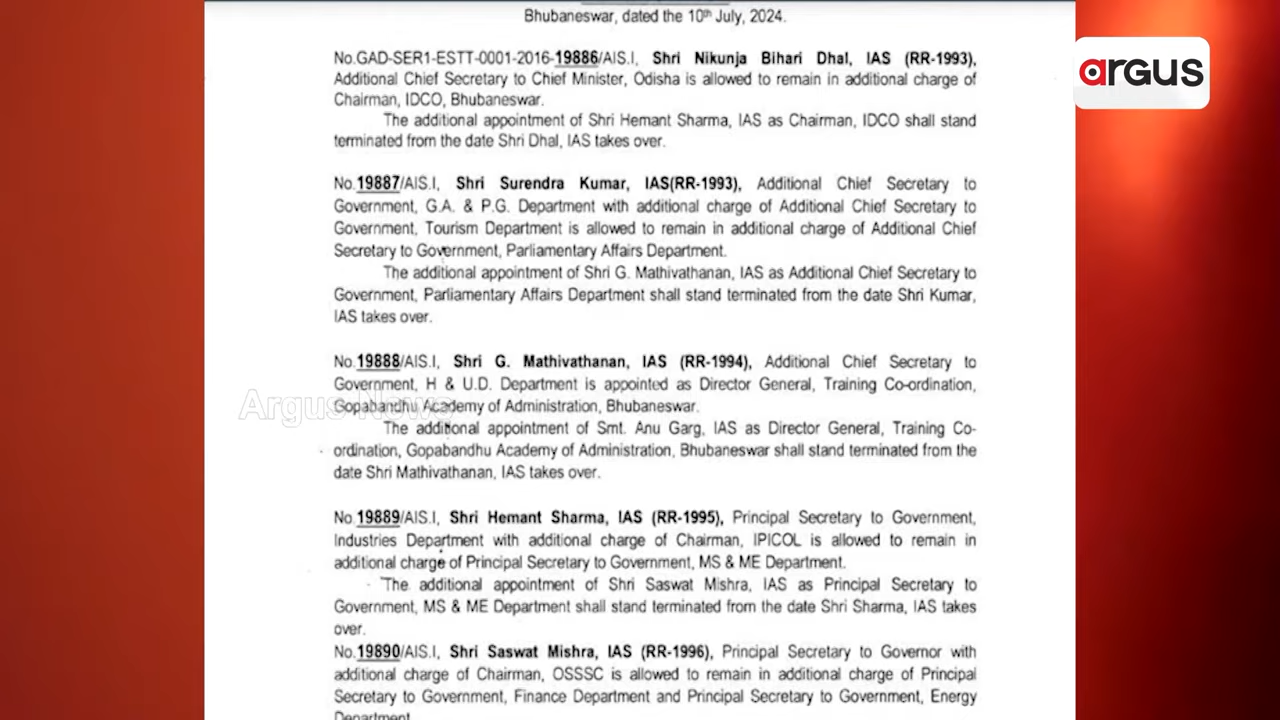 Bhubaneswar, dated the 10th July, 2024.
argus
No.GAD-SER1-ESTT-0001-2016-19886/AIS.I, Shri Nikunja Bihari Dhal, IAS (RR-1993),
Additional Chief Secretary to Chief Minister, Odisha is allowed to remain in additional charge of
Chairman, IDCO, Bhubaneswar.
The additional appointment of Shri Hemant Sharma, IAS as Chairman, IDCO shall stand
terminated from the date Shri Dhal, IAS takes over.
No.19887/AIS.I, Shri Surendra Kumar, IAS(RR-1993), Additional Chief Secretary to
Government, G.A. & P.G. Department with additional charge of Additional Chief Secretary to
Government, Tourism Department is allowed to remain in additional charge of Additional Chief
Secretary to Government, Parliamentary Affairs Department.
The additional appointment of Shri G. Mathivathanan, IAS as Additional Chief Secretary to
Government, Parliamentary Affairs Department shall stand terminated from the date Shri Kumar,
IAS takes over.
No.19888/AIS.I, Shri G. Mathivathanan, IAS (RR-1994), Additional Chief Secretary to
Government, H & U.D. Department is appointed as Director General, Training Co-ordination,
Gopabandhu Academy of Administration, Bhubaneswar.
Argus News
The additional appointment of Smt. Anu Garg, IAS as Director General, Training Co-
ordination, Gopabandhu Academy of Administration, Bhubaneswar shall stand terminated from the
date Shri Mathivathanan, IAS takes over.
No.19889/AIS.I, Shri Hemant Sharma, IAS (RR-1995), Principal Secretary to Government,
Industries Department with additional charge of Chairman, IPICOL is allowed to remain in
additional charge of Principal Secretary to Government, MS & ME Department.
The additional appointment of Shri Saswat Mishra, IAS as Principal Secretary to
Government, MS & ME Department shall stand terminated from the date Shri Sharma, IAS takes
over.
No.19890/AIS.I, Shri Saswat Mishra, IAS (RR-1996), Principal Secretary to Governor with
additional charge of Chairman, OSSSC is allowed to remain in additional charge of Principal
Secretary to Government, Finance Department and Principal Secretary to Government, Energy
Department.